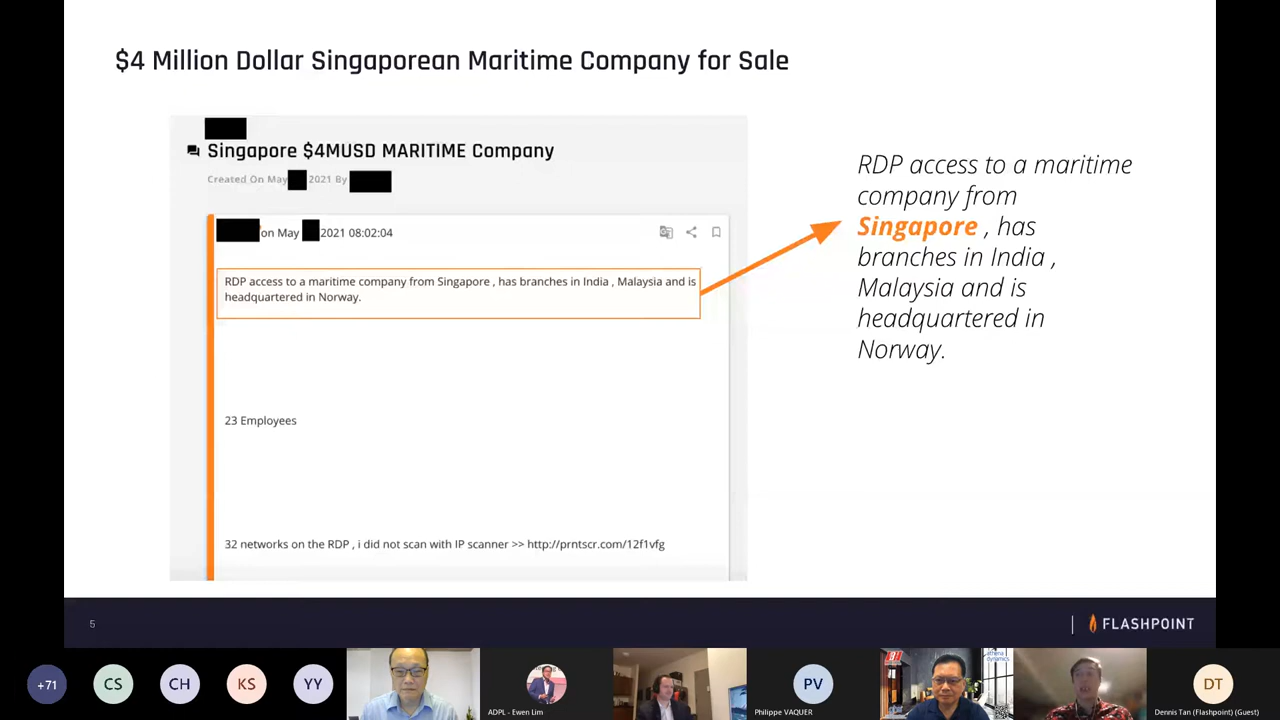 $4 Million Dollar Singaporean Maritime Company for Sale
Singapore $4MUSD MARITIME Company
Created On May 2021 By
on May 2021 08:02:04
RDP access to a maritime company from Singapore , has branches in India , Malaysia and is
headquartered in Norway.
23 Employees
32 networks on the RDP , i did not scan with IP scanner >> http://prntscr.com/12f1vfg
RDP access to a maritime
company from
Singapore , has
branches in India ,
Malaysia and is
headquartered in
Norway.
5
FLASHPOINT
+71
CS
CH
KS
YY
ADPL - Ewen Lim
PV
Philippe VAQUER
athena
dynamics
DT
Dennis Tan (Flashpoint) (Guest)